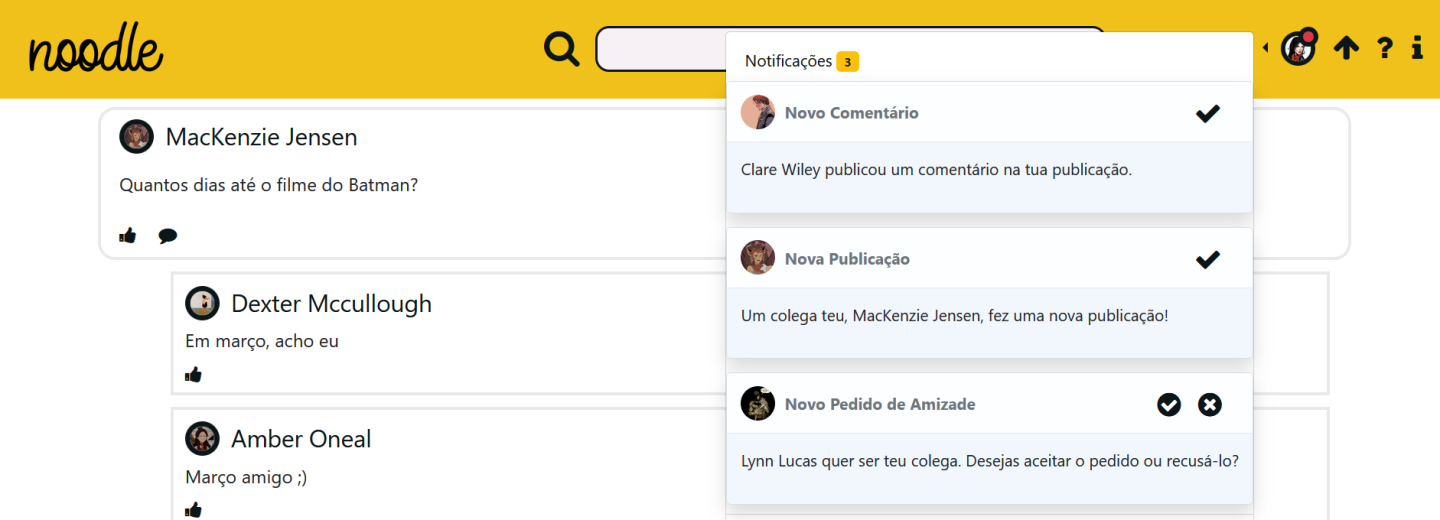 noodle
?
i
Notificações 3
Novo Comentário
Clare Wiley publicou um comentário na tua publicação.
Nova Publicação
Um colega teu, MacKenzie Jensen, fez uma nova publicação!
Novo Pedido de Amizade
Lynn Lucas quer ser teu colega. Desejas aceitar o pedido ou recusá-lo?
MacKenzie Jensen
Quantos dias até o filme do Batman?
Dexter Mccullough
Em março, acho eu
Amber Oneal
Março amigo ;)